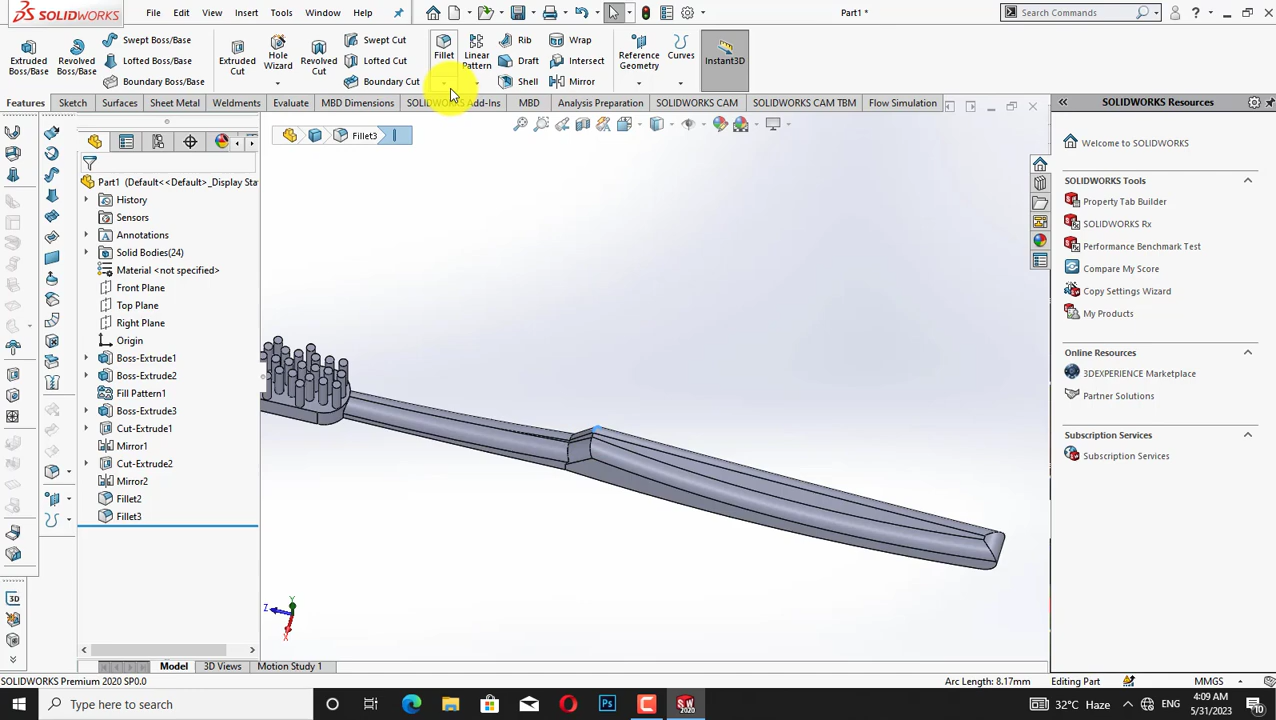 SOLIDWORKS
File
Edit
View
Insert
Tools
Window
Help
Part1 *
Search Commands
Extruded Boss/Base
Revolved Boss/Base
Swept Boss/Base
Lofted Boss/Base
Boundary Boss/Base
Extruded Cut
Hole Wizard
Revolved Cut
Swept Cut
Lofted Cut
Boundary Cut
Fillet
Linear Pattern
Rib
Draft
Shell
Wrap
Intersect
Mirror
Reference Geometry
Curves
Instant3D
Features
Sketch
Surfaces
Sheet Metal
Weldments
Evaluate
MBD Dimensions
SOLIDWORKS Add-Ins
MBD
Analysis Preparation
SOLIDWORKS CAM
SOLIDWORKS CAM TBM
Flow Simulation
SOLIDWORKS Resources
Fillet3
Part1 (Default<<Default>_Display Sta
History
Sensors
Annotations
Solid Bodies(24)
Material <not specified>
Front Plane
Top Plane
Right Plane
Origin
Boss-Extrude1
Boss-Extrude2
Fill Pattern1
Boss-Extrude3
Cut-Extrude1
Mirror1
Cut-Extrude2
Mirror2
Fillet2
Fillet3
Y
Z
X
Welcome to SOLIDWORKS
SOLIDWORKS Tools
Property Tab Builder
SOLIDWORKS Rx
Performance Benchmark Test
Compare My Score
Copy Settings Wizard
My Products
Online Resources
3DEXPERIENCE Marketplace
Partner Solutions
Subscription Services
Subscription Services
Model
3D Views
Motion Study 1
SOLIDWORKS Premium 2020 SP0.0
Arc Length: 8.17mm
Editing Part
MMGS
Type here to search
32°C Haze
4:09 AM
5/31/2023